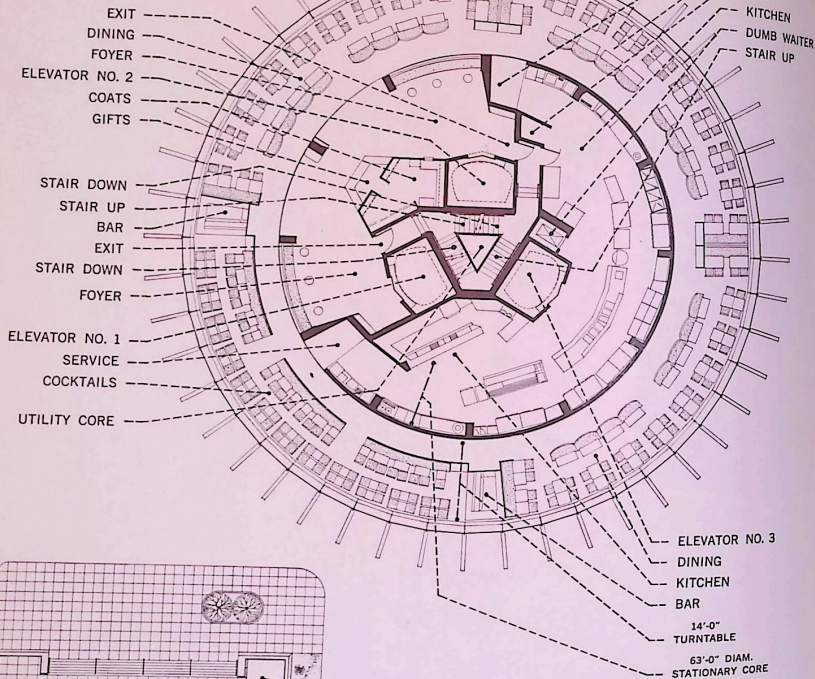 EXIT
DINING
FOYER
ELEVATOR NO. 2
COATS
GIFTS
STAIR DOWN
STAIR UP
BAR
EXIT
STAIR DOWN
FOYER
ELEVATOR NO. 1
SERVICE
COCKTAILS
UTILITY CORE
KITCHEN
DUMB WAITER
STAIR UP
ELEVATOR NO. 3
DINING
KITCHEN
BAR
14'-0"
TURNTABLE
63'-0" DIAM.
STATIONARY CORE